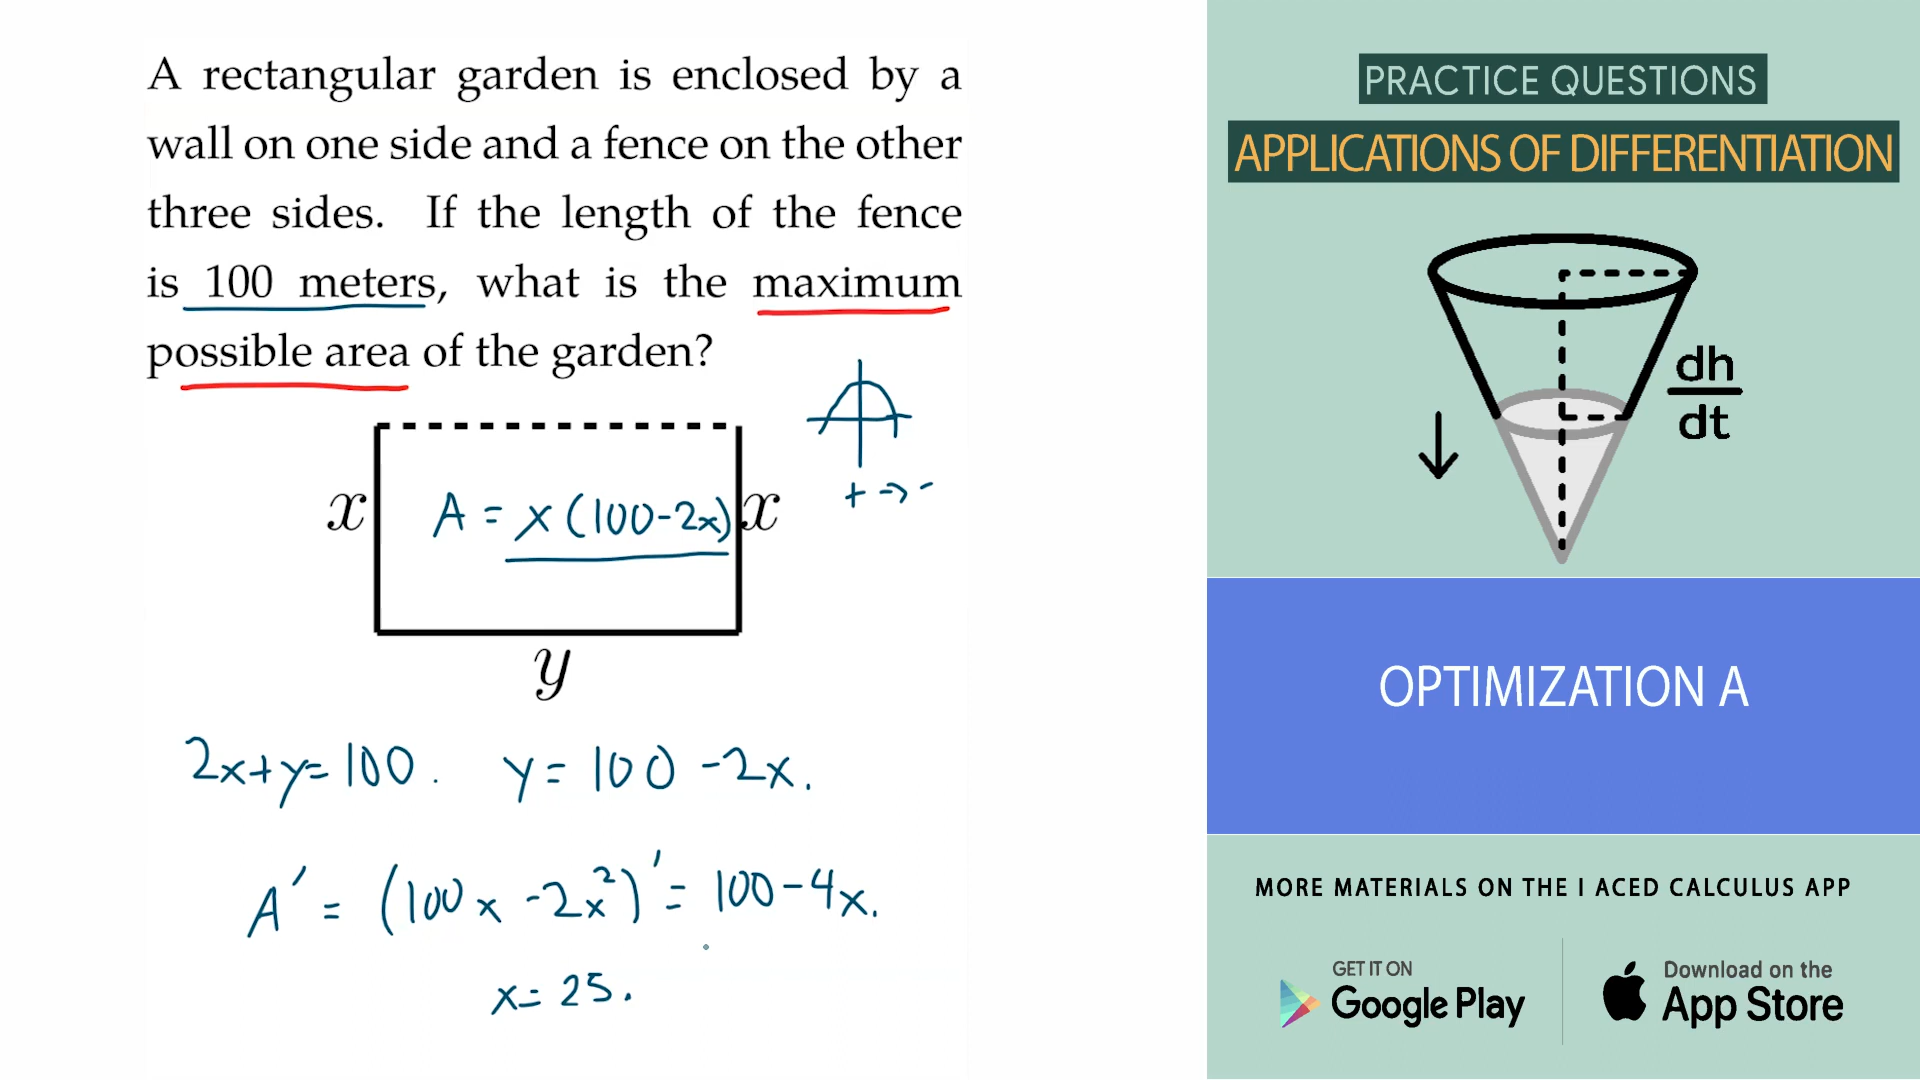 A rectangular garden is enclosed by a
wall on one side and a fence on the other
three sides. If the length of the fence
is 100 meters, what is the maximum
possible area of the garden?
+ => -
x
A = x(100-2x)
x
y
2x+y=100. y=100-2x.
A' = (100x -2x²)' = 100-4x.
x=25.
PRACTICE QUESTIONS
APPLICATIONS OF DIFFERENTIATION
dh
dt
OPTIMIZATION A
MORE MATERIALS ON THE I ACED CALCULUS APP
GET IT ON
Google Play
Download on the
App Store